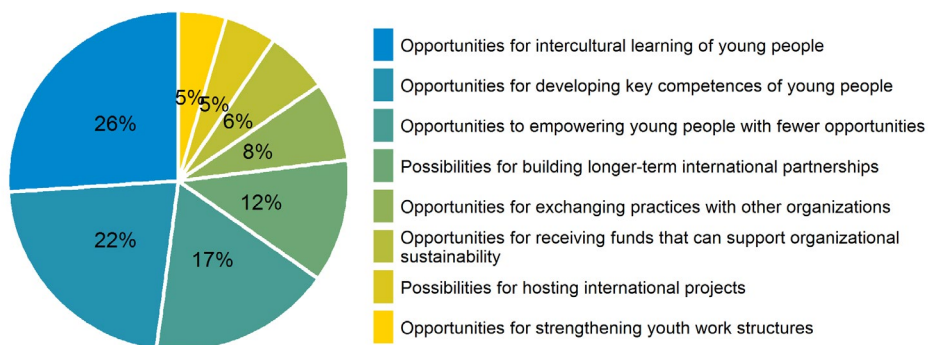 5%
5%
6%
8%
12%
17%
22%
26%
Opportunities for intercultural learning of young people
Opportunities for developing key competences of young people
Opportunities to empowering young people with fewer opportunities
Possibilities for building longer-term international partnerships
Opportunities for exchanging practices with other organizations
Opportunities for receiving funds that can support organizational
sustainability
Possibilities for hosting international projects
Opportunities for strengthening youth work structures